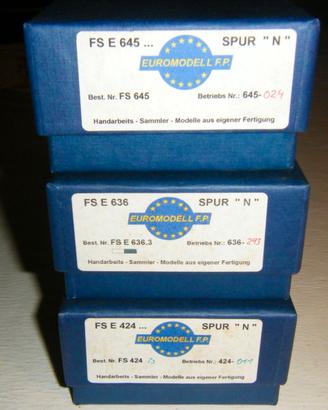 FS E 645 ... SPUR " N "
EUROMODELL F.P.
Best. Nr. FS 645 Betriebs Nr.: 645-024
Handarbeits - Sammler - Modelle aus eigener Fertigung
FS E 636 SPUR " N "
EUROMODELL F.P.
Best. Nr. FS E 636.3 Betriebs Nr.: 636-293
Handarbeits - Sammler - Modelle aus eigener Fertigung
FS E 424 ... SPUR " N "
EUROMODELL F.P.
Best. Nr. FS 424 Betriebs Nr.: 424-
Handarbeits - Sammler - Modelle aus eigener Fertigung